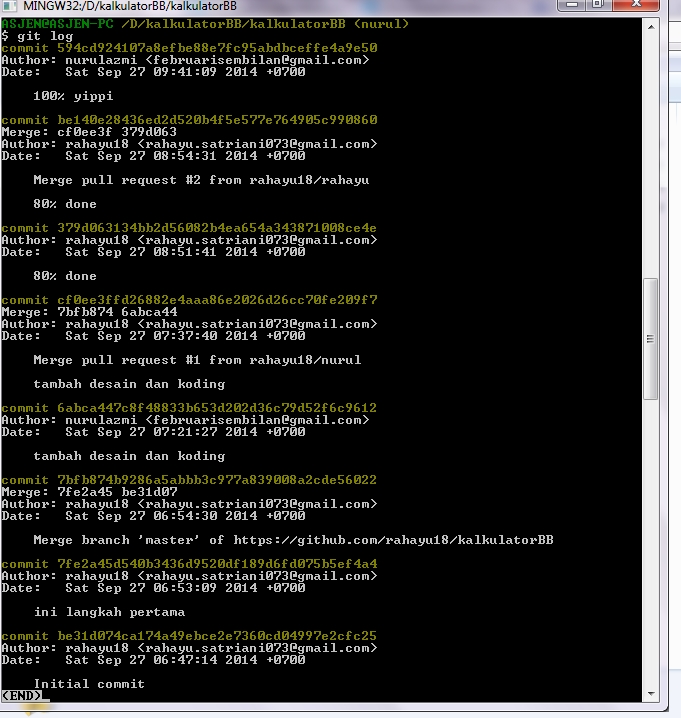 MINGW32:/D/kalkulatorBB/kalkulatorBB
ASJEN@ASJEN-PC /D/kalkulatorBB/kalkulatorBB (nurul)
$ git log
commit 594cd924107a8efbe88e7fc95abdbceffe4a9e50
Author: nurulazmi <februarisembilan@gmail.com>
Date:   Sat Sep 27 09:41:09 2014 +0700
100% yippi
commit be140e28436ed2d520b4f5e577e764905c990860
Merge: cf0ee3f 379d063
Author: rahayu18 <rahayu.satriani073@gmail.com>
Date:   Sat Sep 27 08:54:31 2014 +0700
Merge pull request #2 from rahayu18/rahayu
80% done
commit 379d063134bb2d56082b4ea654a343871008ce4e
Author: rahayu18 <rahayu.satriani073@gmail.com>
Date:   Sat Sep 27 08:51:41 2014 +0700
80% done
commit cf0ee3ffd26882e4aaa86e2026d26cc70fe209f7
Merge: 7bfb874 6abca44
Author: rahayu18 <rahayu.satriani073@gmail.com>
Date:   Sat Sep 27 07:37:40 2014 +0700
Merge pull request #1 from rahayu18/nurul
tambah desain dan koding
commit 6abca447c8f48833b653d202d36c79d52f6c9612
Author: nurulazmi <februarisembilan@gmail.com>
Date:   Sat Sep 27 07:21:27 2014 +0700
tambah desain dan koding
commit 7bfb874b9286a5abbb3c977a839008a2cde56022
Merge: 7fe2a45 be31d07
Author: rahayu18 <rahayu.satriani073@gmail.com>
Date:   Sat Sep 27 06:54:30 2014 +0700
Merge branch 'master' of https://github.com/rahayu18/kalkulatorBB
commit 7fe2a45d540b3436d9520df189d6fd075b5ef4a4
Author: rahayu18 <rahayu.satriani073@gmail.com>
Date:   Sat Sep 27 06:53:09 2014 +0700
ini langkah pertama
commit be31d074ca174a49ebce2e7360cd04997e2cfc25
Author: rahayu18 <rahayu.satriani073@gmail.com>
Date:   Sat Sep 27 06:47:14 2014 +0700
Initial commit
(END)